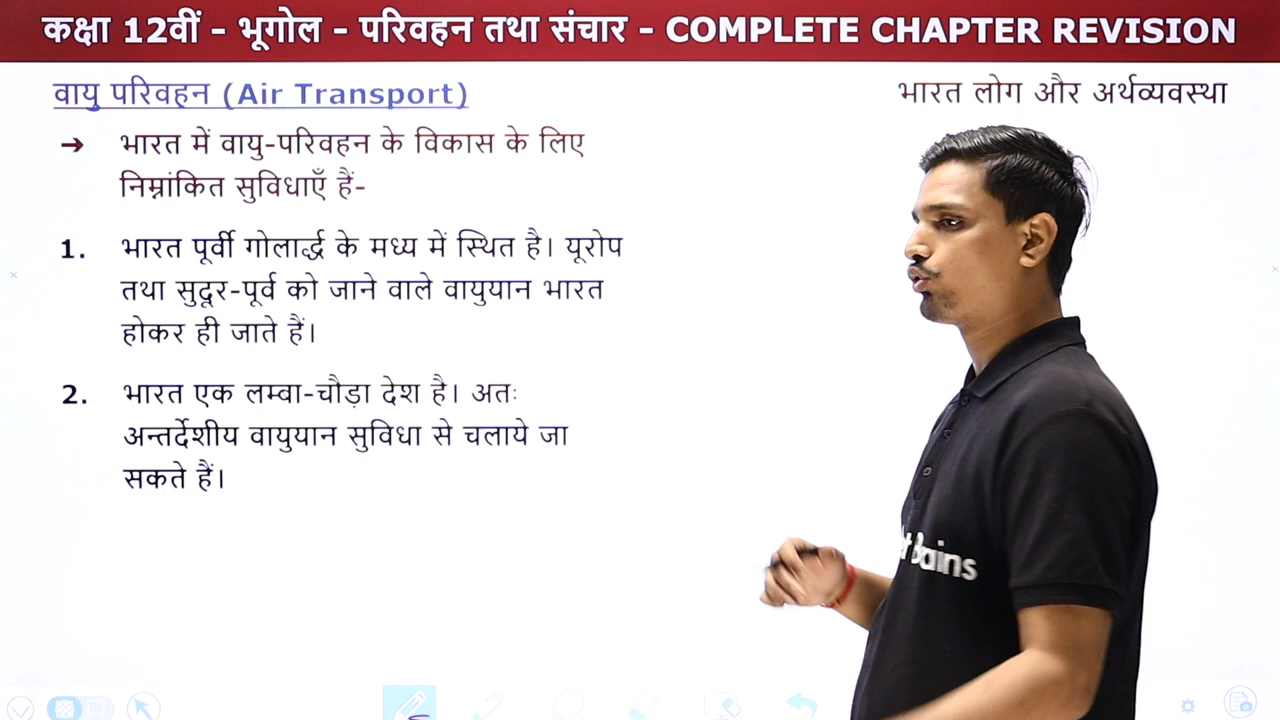 कक्षा 12वीं - भूगोल - परिवहन तथा संचार - COMPLETE CHAPTER REVISION
वायु परिवहन (Air Transport)
भारत लोग और अर्थव्यवस्था
→ भारत में वायु-परिवहन के विकास के लिए
निम्नांकित सुविधाएँ हैं-
1. भारत पूर्वी गोलार्द्ध के मध्य में स्थित है। यूरोप
तथा सुदूर-पूर्व को जाने वाले वायुयान भारत
होकर ही जाते हैं।
2. भारत एक लम्वा-चौड़ा देश है। अतः
अन्तर्देशीय वायुयान सुविधा से चलाये जा
सकते हैं।